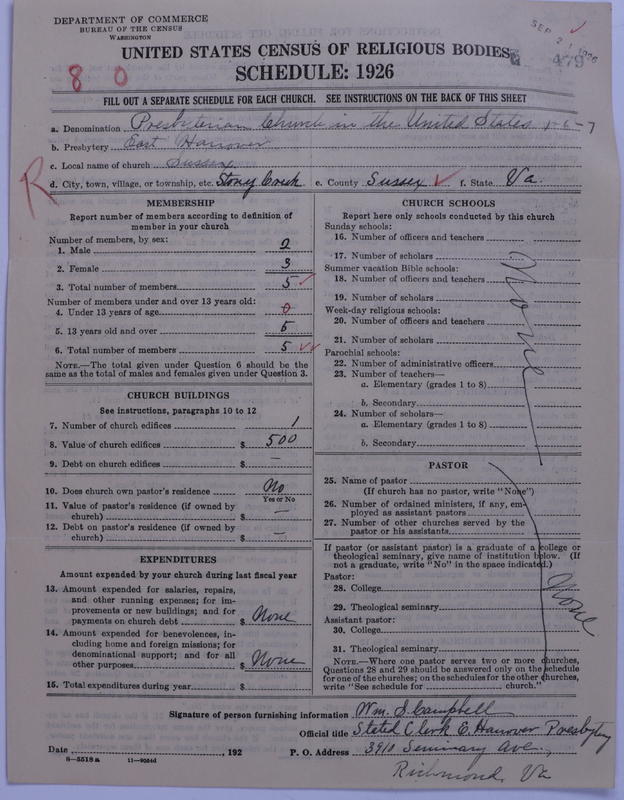 DEPARTMENT OF COMMERCE
BUREAU OF THE CENSUS
WASHINGTON
SEP 2 1926
479
UNITED STATES CENSUS OF RELIGIOUS BODIES
8 0
SCHEDULE: 1926
FILL OUT A SEPARATE SCHEDULE FOR EACH CHURCH. SEE INSTRUCTIONS ON THE BACK OF THIS SHEET
a. Denomination Presbyterian Church in the United States 1-6-7
b. Presbytery East Hanover
c. Local name of church Sussex
R
d. City, town, village, or township, etc. Stony Creek e. County Sussex ✓ f. State Va.
MEMBERSHIP
Report number of members according to definition of
member in your church
Number of members, by sex:
1. Male 2
2. Female 3
3. Total number of members 5 ✓
Number of members under and over 13 years old:
4. Under 13 years of age 0
5. 13 years old and over 5
6. Total number of members 5 ✓✓
NOTE.—The total given under Question 6 should be
same as the total of males and females given under Question 3.
CHURCH BUILDINGS
See instructions, paragraphs 10 to 12
7. Number of church edifices 1
8. Value of church edifices $ 500
9. Debt on church edifices $ —
10. Does church own pastor's residence No
Yes or No
11. Value of pastor's residence (if owned by
church) $ —
12. Debt on pastor's residence (if owned by
church) $ —
EXPENDITURES
Amount expended by your church during last fiscal year
13. Amount expended for salaries, repairs,
and other running expenses; for im-
provements or new buildings; and for
payments on church debt $ None
14. Amount expended for benevolences, in-
cluding home and foreign missions; for
denominational support; and for all
other purposes $ None
15. Total expenditures during year $
CHURCH SCHOOLS
Report here only schools conducted by this church
Sunday schools:
16. Number of officers and teachers
17. Number of scholars
Summer vacation Bible schools:
18. Number of officers and teachers
19. Number of scholars
Week-day religious schools:
20. Number of officers and teachers
21. Number of scholars
Parochial schools:
22. Number of administrative officers
23. Number of teachers—
a. Elementary (grades 1 to 8)
b. Secondary
24. Number of scholars—
a. Elementary (grades 1 to 8)
b. Secondary
None
PASTOR
25. Name of pastor
(If church has no pastor, write "None")
26. Number of ordained ministers, if any, em-
ployed as assistant pastors
27. Number of other churches served by the
pastor or his assistants
If pastor (or assistant pastor) is a graduate of a college or
theological seminary, give name of institution below. (If
not a graduate, write "No" in the space indicated.)
Pastor:
28. College
29. Theological seminary
Assistant pastor:
30. College
31. Theological seminary
None
NOTE.—Where one pastor serves two or more churches,
Questions 28 and 29 should be answered only on the schedule
for one of the churches; on the schedules for the other churches,
write "See schedule for church."
Signature of person furnishing information Wm. S. Campbell
Official title Stated Clerk E. Hanover Presbytery
Date , 192 P. O. Address 3910 Seminary Ave.,
8-5518 a 11-9054d
Richmond, Va